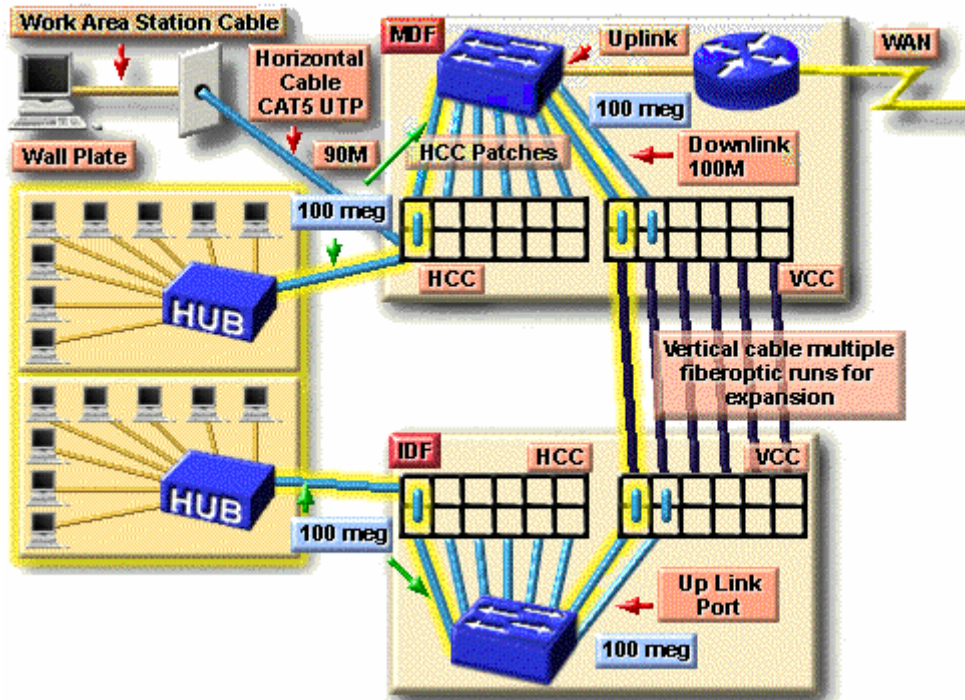 Work Area Station Cable
MDF
Uplink
WAN
Horizontal
Cable
CAT5 UTP
100 meg
Wall Plate
90M
HCC Patches
Downlink
100M
100 meg
HCC
VCC
HUB
Vertical cable multiple
fiberoptic runs for
expansion
IDF
HCC
VCC
HUB
100 meg
Up Link
Port
100 meg